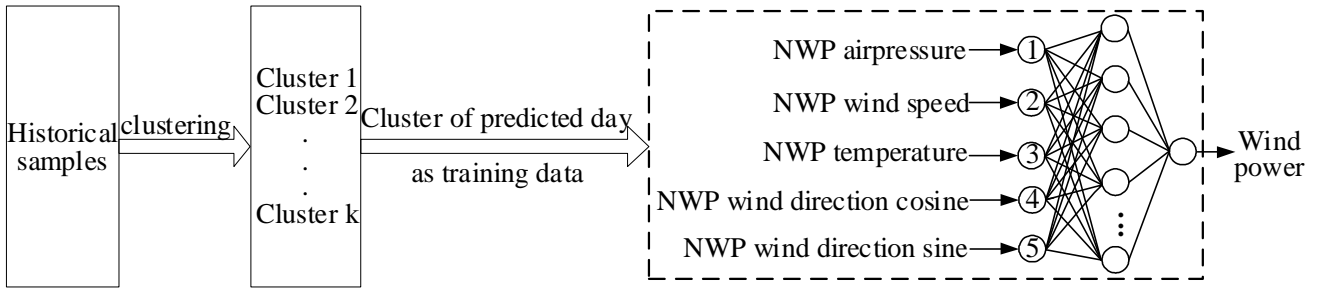 Historical
samples
clustering
Cluster 1
Cluster 2
.
.
.
Cluster k
Cluster of predicted day
as training data
NWP airpressure
NWP wind speed
NWP temperature
NWP wind direction cosine
NWP wind direction sine
1
2
3
4
5
...
Wind
power